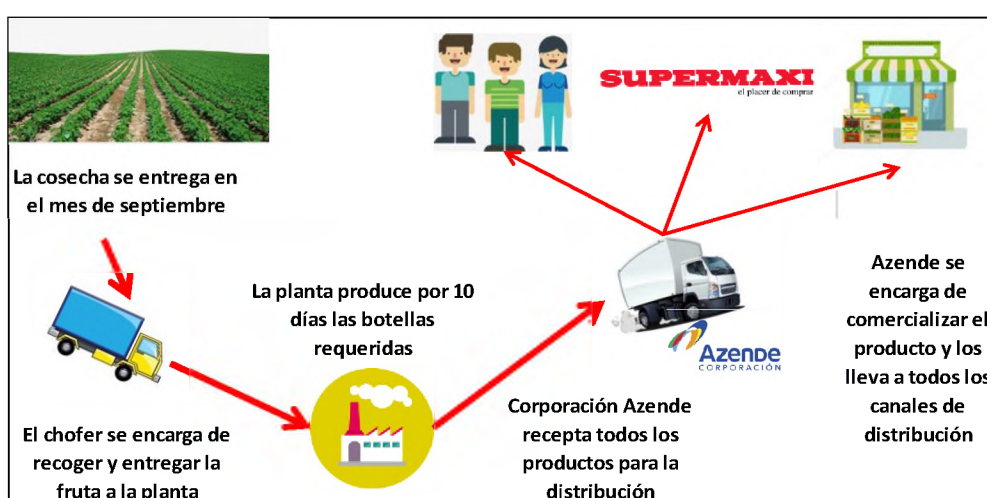 SUPERMAXI
el placer de comprar
La cosecha se entrega en
el mes de septiembre
La planta produce por 10
días las botellas
requeridas
El chofer se encarga de
recoger y entregar la
fruta a la planta
Azende
CORPORACIÓN
Corporación Azende
recepta todos los
productos para la
distribución
Azende se
encarga de
comercializar el
producto y los
lleva a todos los
canales de
distribución